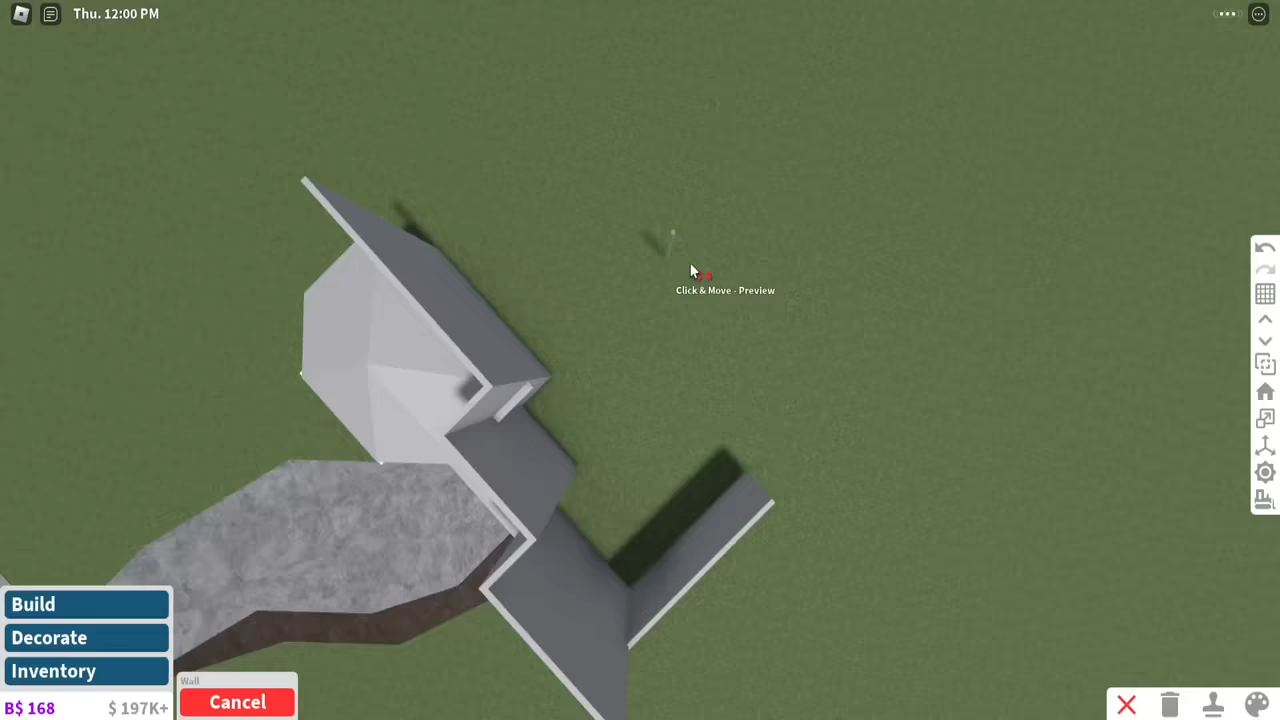 Thu. 12:00 PM
Click & Move - Preview
Build
Decorate
Inventory
Wall
Cancel
B$ 168
$ 197K+